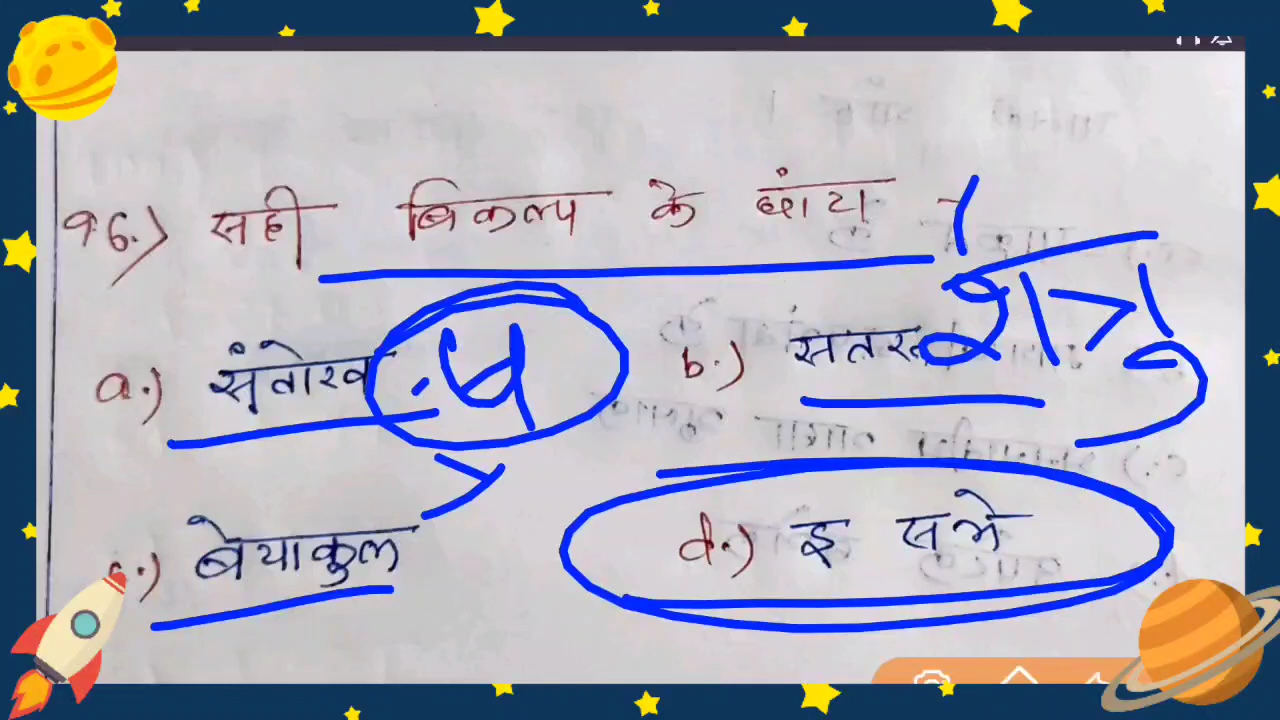 96.) सही बिकल्प के छांटा
a.) संतोख ष b.) सतरु
c.) बेयाकुल d.) इ सभे